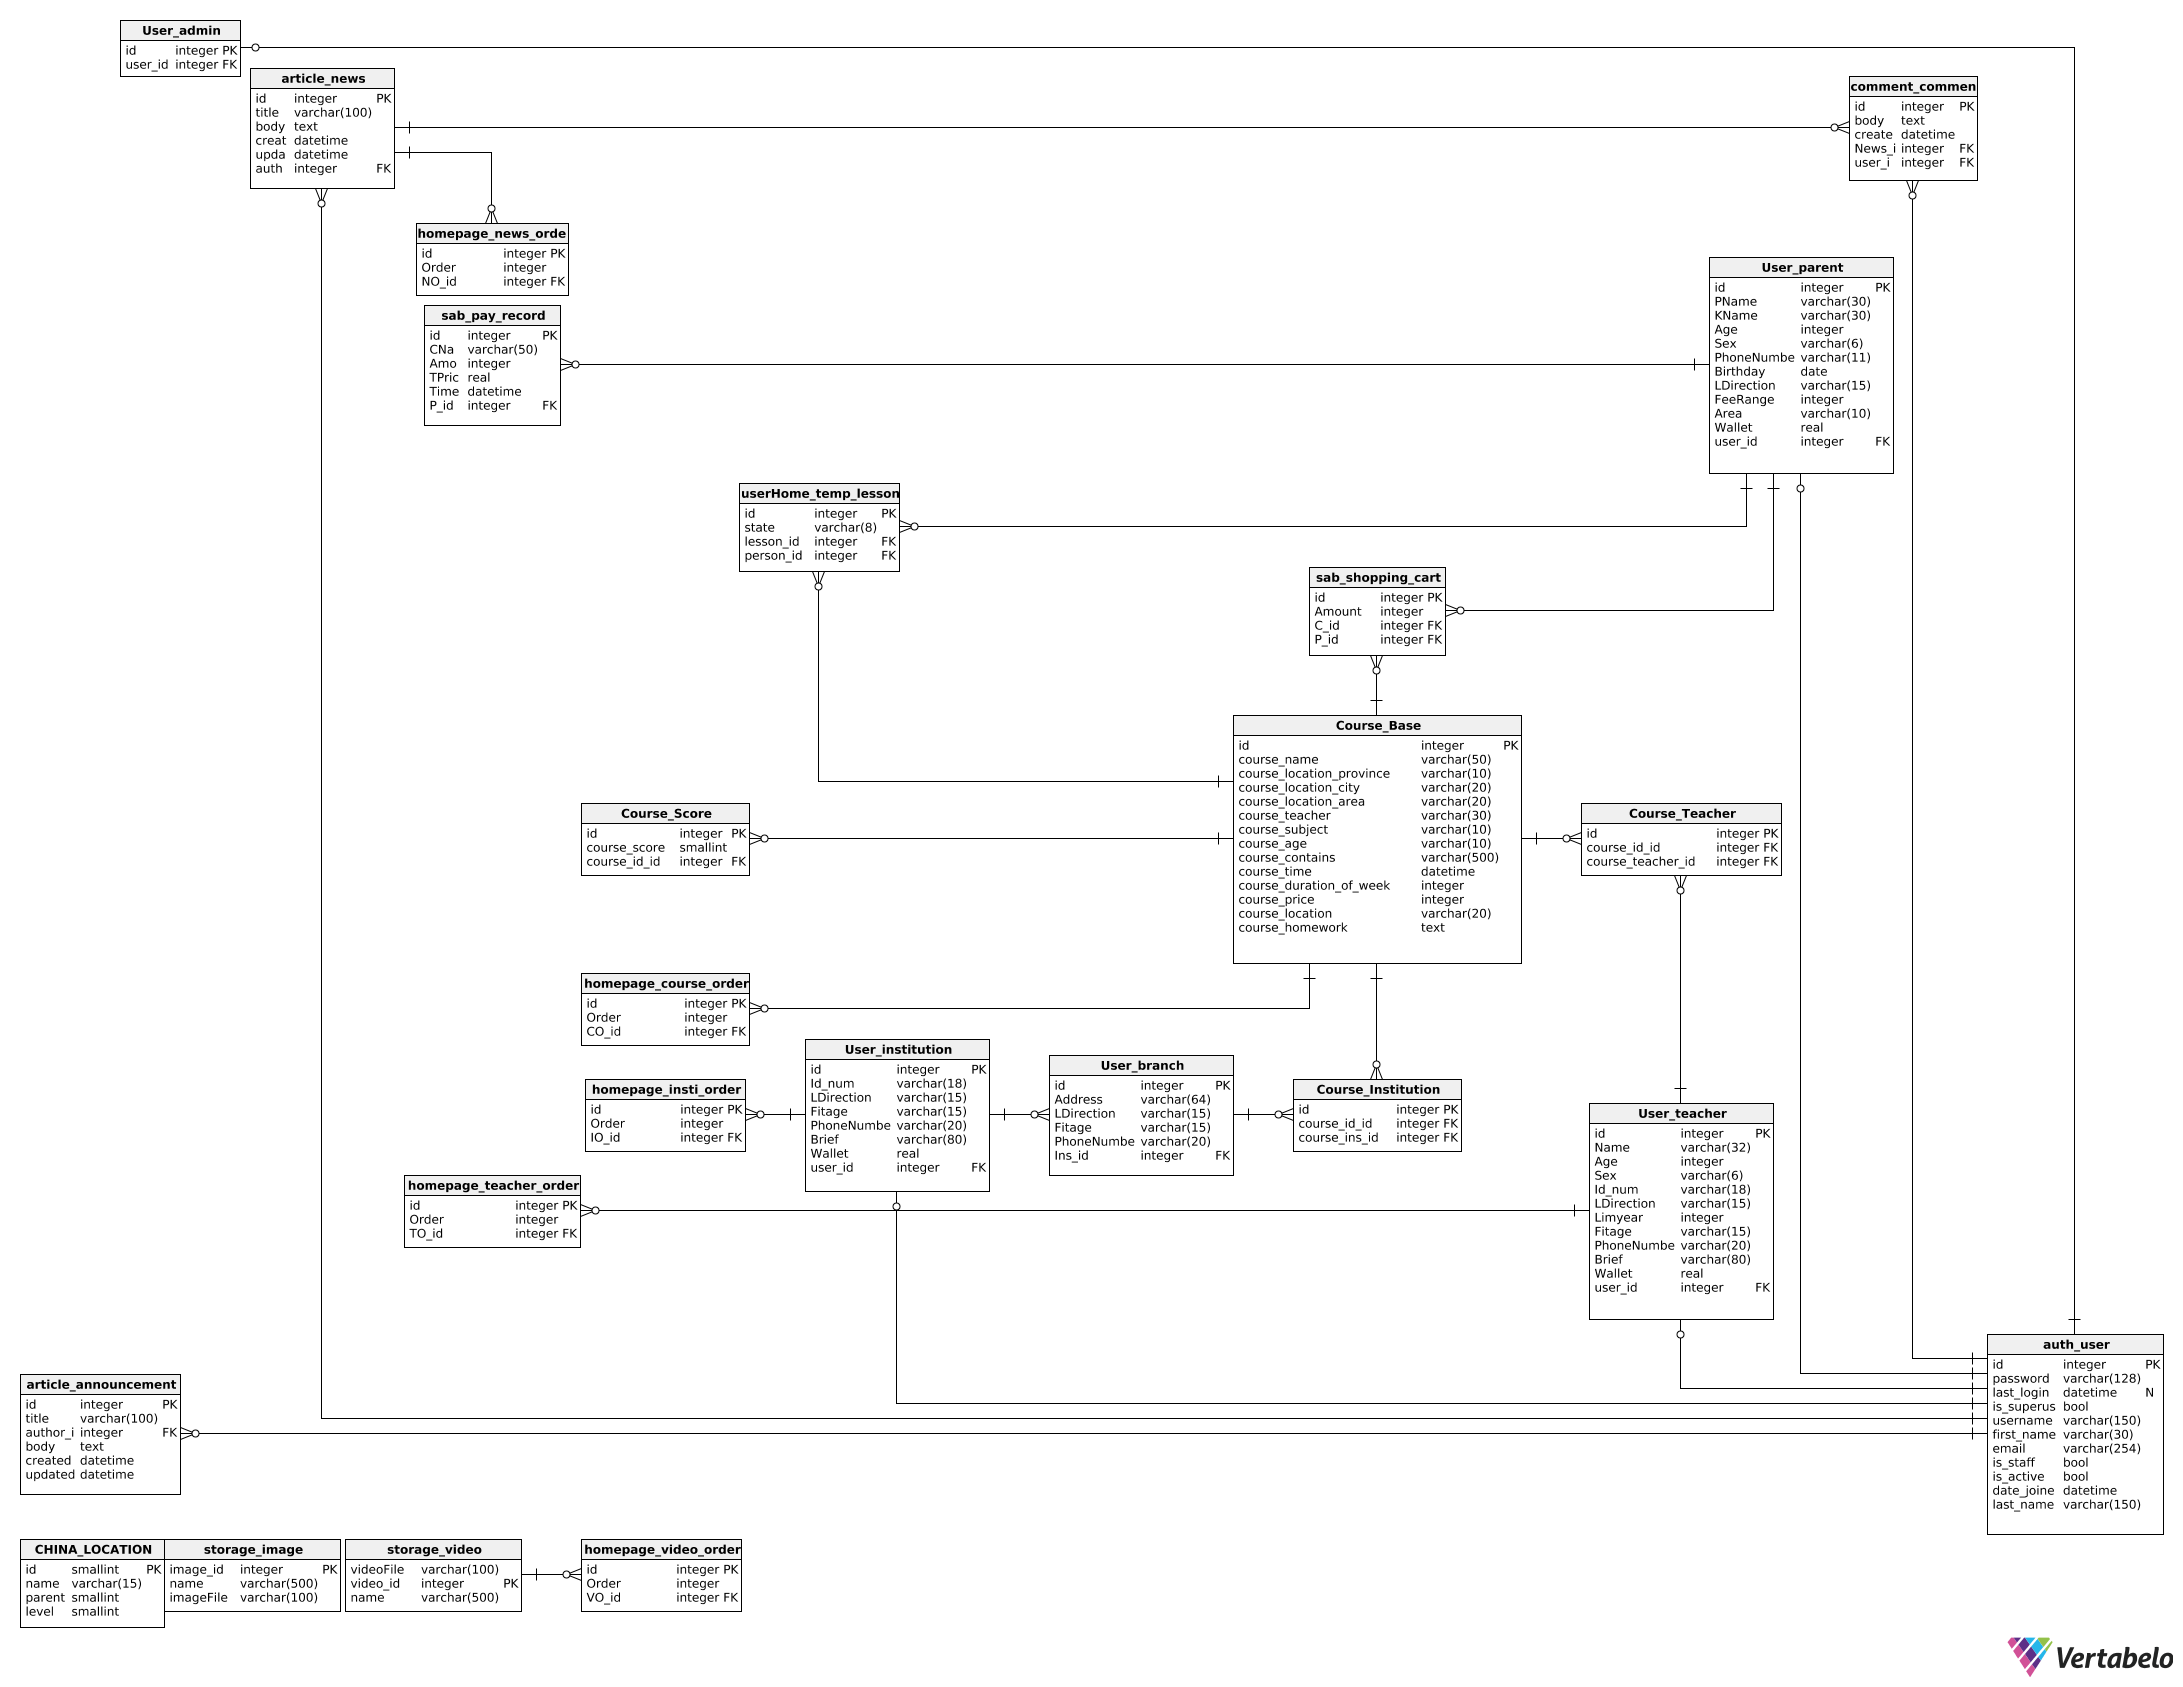 User_admin
id integer PK
user_id integer FK
article_news
id integer PK
title varchar(100)
body text
creat datetime
upda datetime
auth integer FK
comment_commen
id integer PK
body text
create datetime
News_i integer FK
user_i integer FK
homepage_news_orde
id integer PK
Order integer
NO_id integer FK
User_parent
id integer PK
PName varchar(30)
KName varchar(30)
Age integer
Sex varchar(6)
PhoneNumbe varchar(11)
Birthday date
LDirection varchar(15)
FeeRange integer
Area varchar(10)
Wallet real
user_id integer FK
sab_pay_record
id integer PK
CNa varchar(50)
Amo integer
TPric real
Time datetime
P_id integer FK
userHome_temp_lesson
id integer PK
state varchar(8)
lesson_id integer FK
person_id integer FK
sab_shopping_cart
id integer PK
Amount integer
C_id integer FK
P_id integer FK
Course_Base
id integer PK
course_name varchar(50)
course_location_province varchar(10)
course_location_city varchar(20)
course_location_area varchar(20)
course_teacher varchar(30)
course_subject varchar(10)
course_age varchar(10)
course_contains varchar(500)
course_time datetime
course_duration_of_week integer
course_price integer
course_location varchar(20)
course_homework text
Course_Score
id integer PK
course_score smallint
course_id_id integer FK
Course_Teacher
id integer PK
course_id_id integer FK
course_teacher_id integer FK
homepage_course_order
id integer PK
Order integer
CO_id integer FK
User_institution
id integer PK
Id_num varchar(18)
LDirection varchar(15)
Fitage varchar(15)
PhoneNumbe varchar(20)
Brief varchar(80)
Wallet real
user_id integer FK
User_branch
id integer PK
Address varchar(64)
LDirection varchar(15)
Fitage varchar(15)
PhoneNumbe varchar(20)
Ins_id integer FK
homepage_insti_order
id integer PK
Order integer
IO_id integer FK
Course_Institution
id integer PK
course_id_id integer FK
course_ins_id integer FK
User_teacher
id integer PK
Name varchar(32)
Age integer
Sex varchar(6)
Id_num varchar(18)
LDirection varchar(15)
Limyear integer
Fitage varchar(15)
PhoneNumbe varchar(20)
Brief varchar(80)
Wallet real
user_id integer FK
homepage_teacher_order
id integer PK
Order integer
TO_id integer FK
auth_user
id integer PK
password varchar(128)
last_login datetime N
is_superus bool
username varchar(150)
first_name varchar(30)
email varchar(254)
is_staff bool
is_active bool
date_joine datetime
last_name varchar(150)
article_announcement
id integer PK
title varchar(100)
author_i integer FK
body text
created datetime
updated datetime
CHINA_LOCATION
id smallint PK
name varchar(15)
parent smallint
level smallint
storage_image
image_id integer PK
name varchar(500)
imageFile varchar(100)
storage_video
videoFile varchar(100)
video_id integer PK
name varchar(500)
homepage_video_order
id integer PK
Order integer
VO_id integer FK
Vertabelo